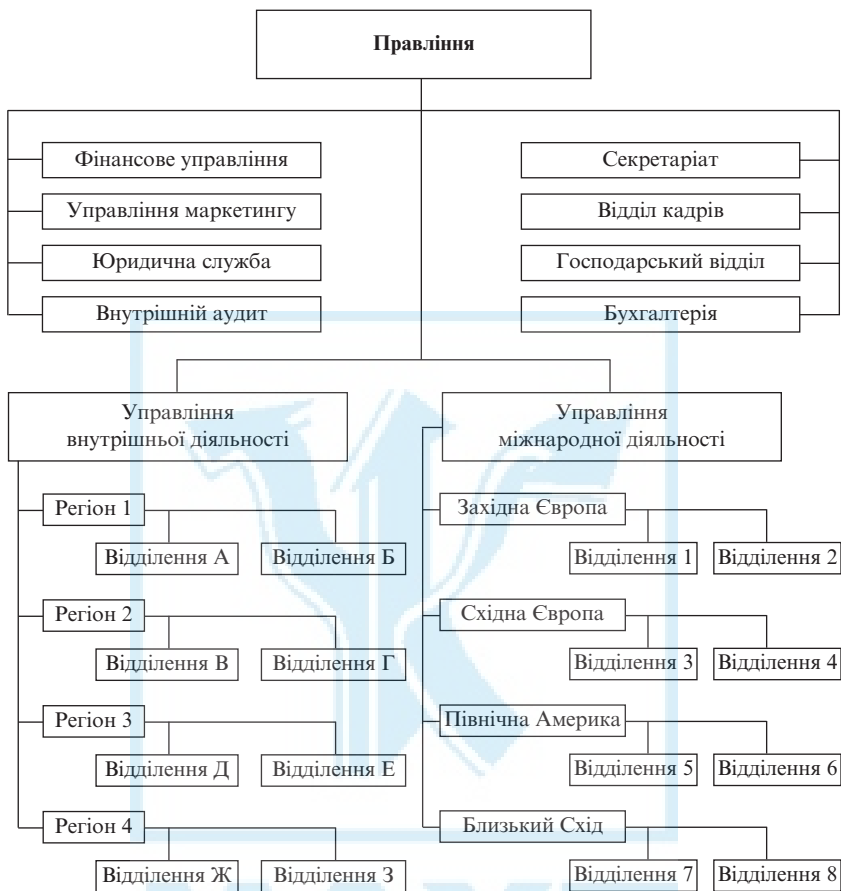 Правління
Фінансове управління
Секретаріат
Управління маркетингу
Відділ кадрів
Юридична служба
Господарський відділ
Внутрішній аудит
Бухгалтерія
Управління
внутрішньої діяльності
Управління
міжнародної діяльності
Регіон 1
Західна Європа
Відділення А
Відділення Б
Відділення 1
Відділення 2
Регіон 2
Східна Європа
Відділення В
Відділення Г
Відділення 3
Відділення 4
Регіон 3
Північна Америка
Відділення Д
Відділення Е
Відділення 5
Відділення 6
Регіон 4
Близький Схід
Відділення Ж
Відділення З
Відділення 7
Відділення 8